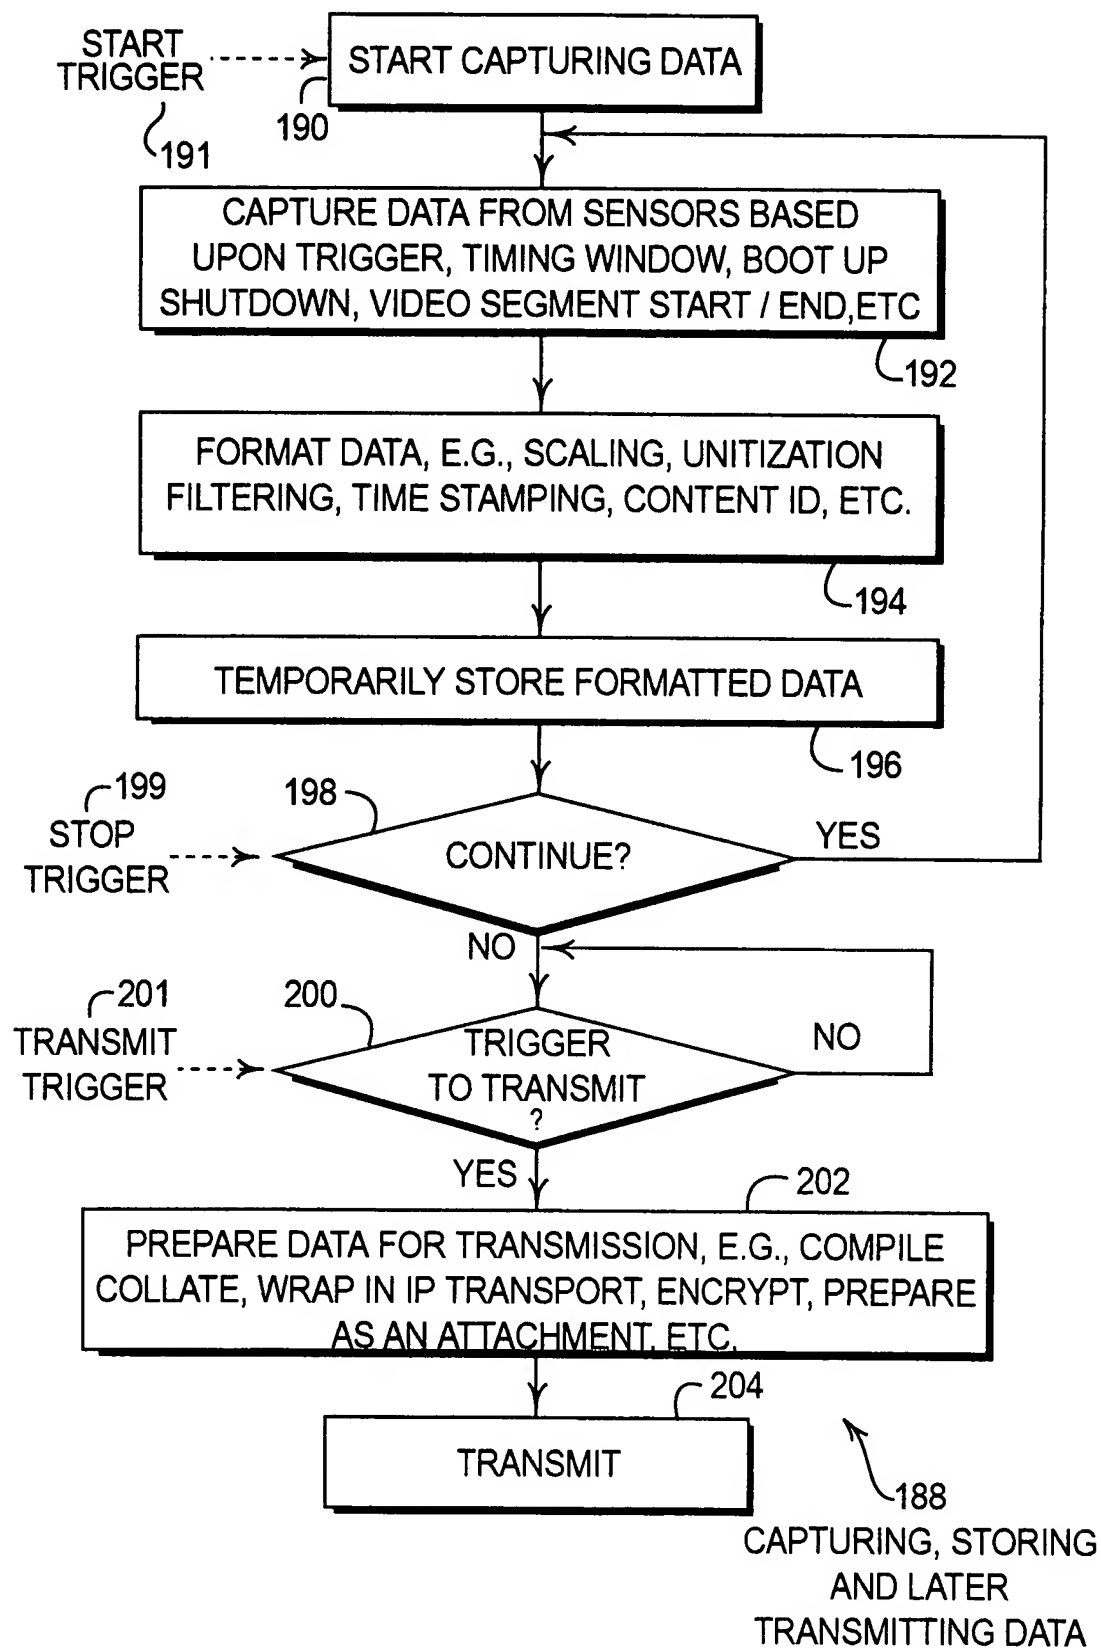 START
TRIGGER
191
START CAPTURING DATA
190
CAPTURE DATA FROM SENSORS BASED
UPON TRIGGER, TIMING WINDOW, BOOT UP
SHUTDOWN, VIDEO SEGMENT START / END,ETC
192
FORMAT DATA, E.G., SCALING, UNITIZATION
FILTERING, TIME STAMPING, CONTENT ID, ETC.
194
TEMPORARILY STORE FORMATTED DATA
196
199
STOP
TRIGGER
198
CONTINUE?
YES
NO
201
TRANSMIT
TRIGGER
200
TRIGGER
TO TRANSMIT
?
NO
YES
202
PREPARE DATA FOR TRANSMISSION, E.G., COMPILE
COLLATE, WRAP IN IP TRANSPORT, ENCRYPT, PREPARE
AS AN ATTACHMENT, ETC.
204
TRANSMIT
188
CAPTURING, STORING
AND LATER
TRANSMITTING DATA